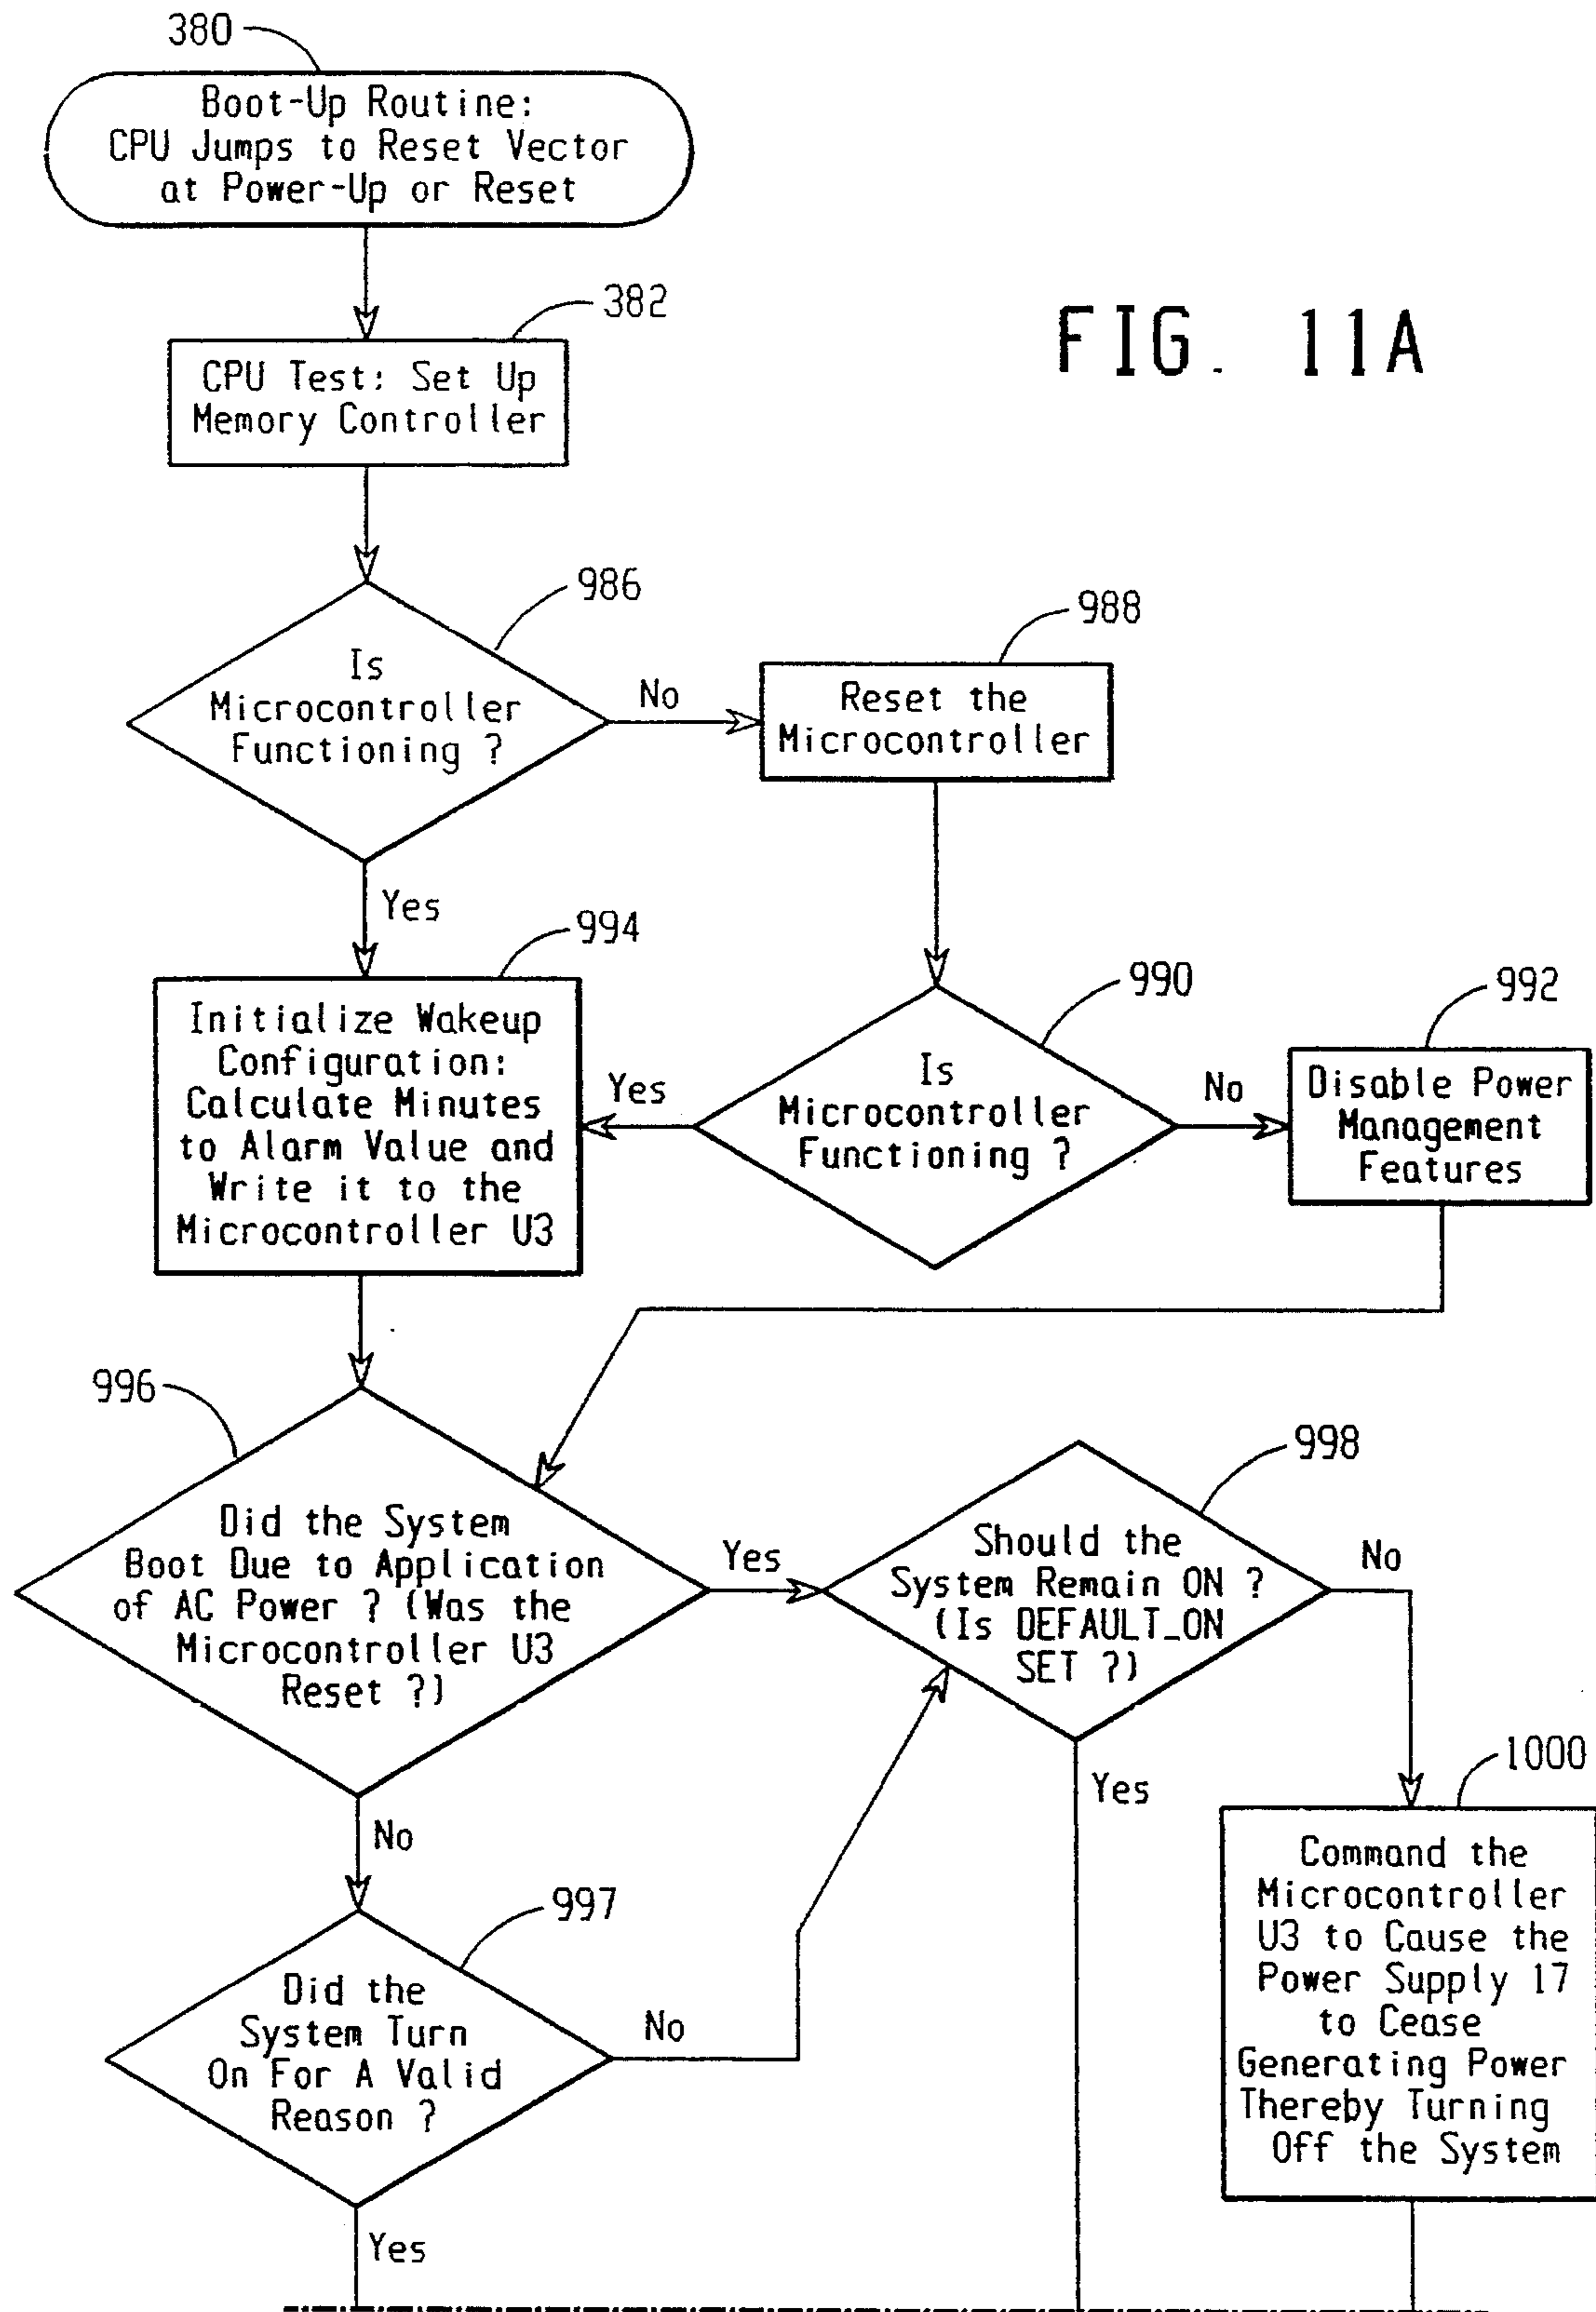 380
Boot-Up Routine:
CPU Jumps to Reset Vector
at Power-Up or Reset
382
CPU Test: Set Up
Memory Controller
FIG. 11A
986
Is
Microcontroller
Functioning ?
No
988
Reset the
Microcontroller
Yes
994
Initialize Wakeup
Configuration:
Calculate Minutes
to Alarm Value and
Write it to the
Microcontroller U3
990
Is
Microcontroller
Functioning ?
Yes
No
992
Disable Power
Management
Features
996
Did the System
Boot Due to Application
of AC Power ? (Was the
Microcontroller U3
Reset ?)
Yes
998
Should the
System Remain ON ?
(Is DEFAULT_ON
SET ?)
No
Yes
1000
Command the
Microcontroller
U3 to Cause the
Power Supply 17
to Cease
Generating Power
Thereby Turning
Off the System
No
997
Did the
System Turn
On For A Valid
Reason ?
No
Yes